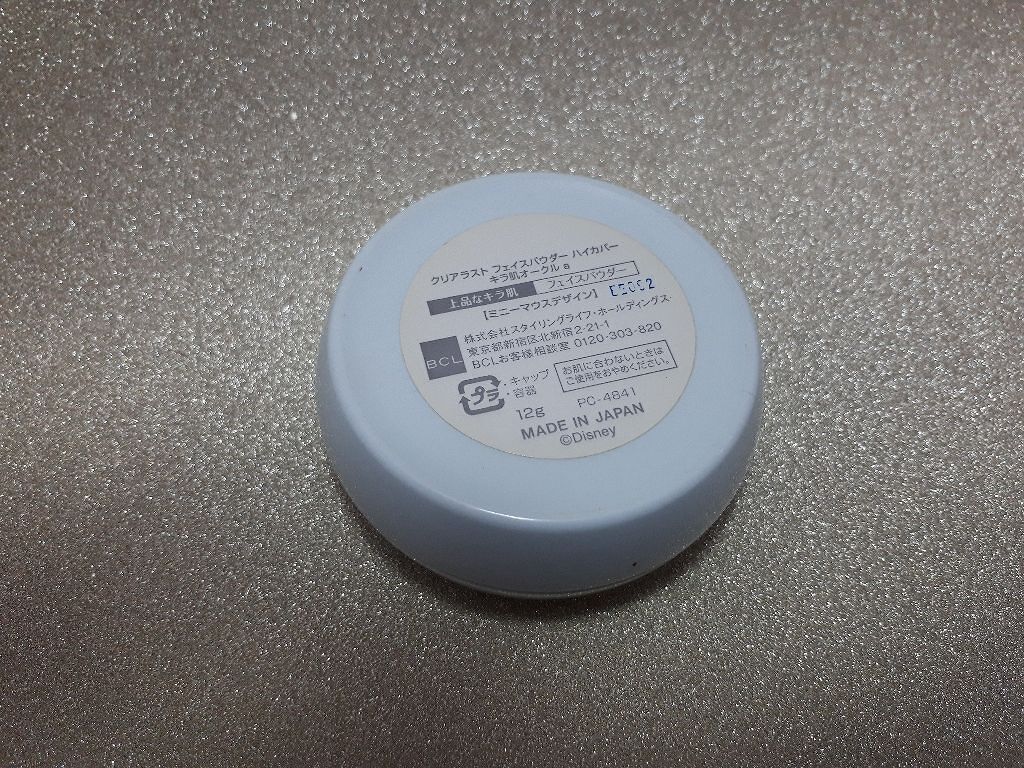 クリアラスト フェイスパウダー ハイカバー
キラ肌オークル a
上品なキラ肌 フェイスパウダー
【ミニーマウスデザイン】
BCL
株式会社スタイリングライフ・ホールディングス
東京都新宿区北新宿2-21-1
BCLお客様相談室 0120-303-820
プラ
・キャップ
・容器
お肌に合わないときは
ご使用をおやめください。
12g PC-4841
MADE IN JAPAN
©Disney